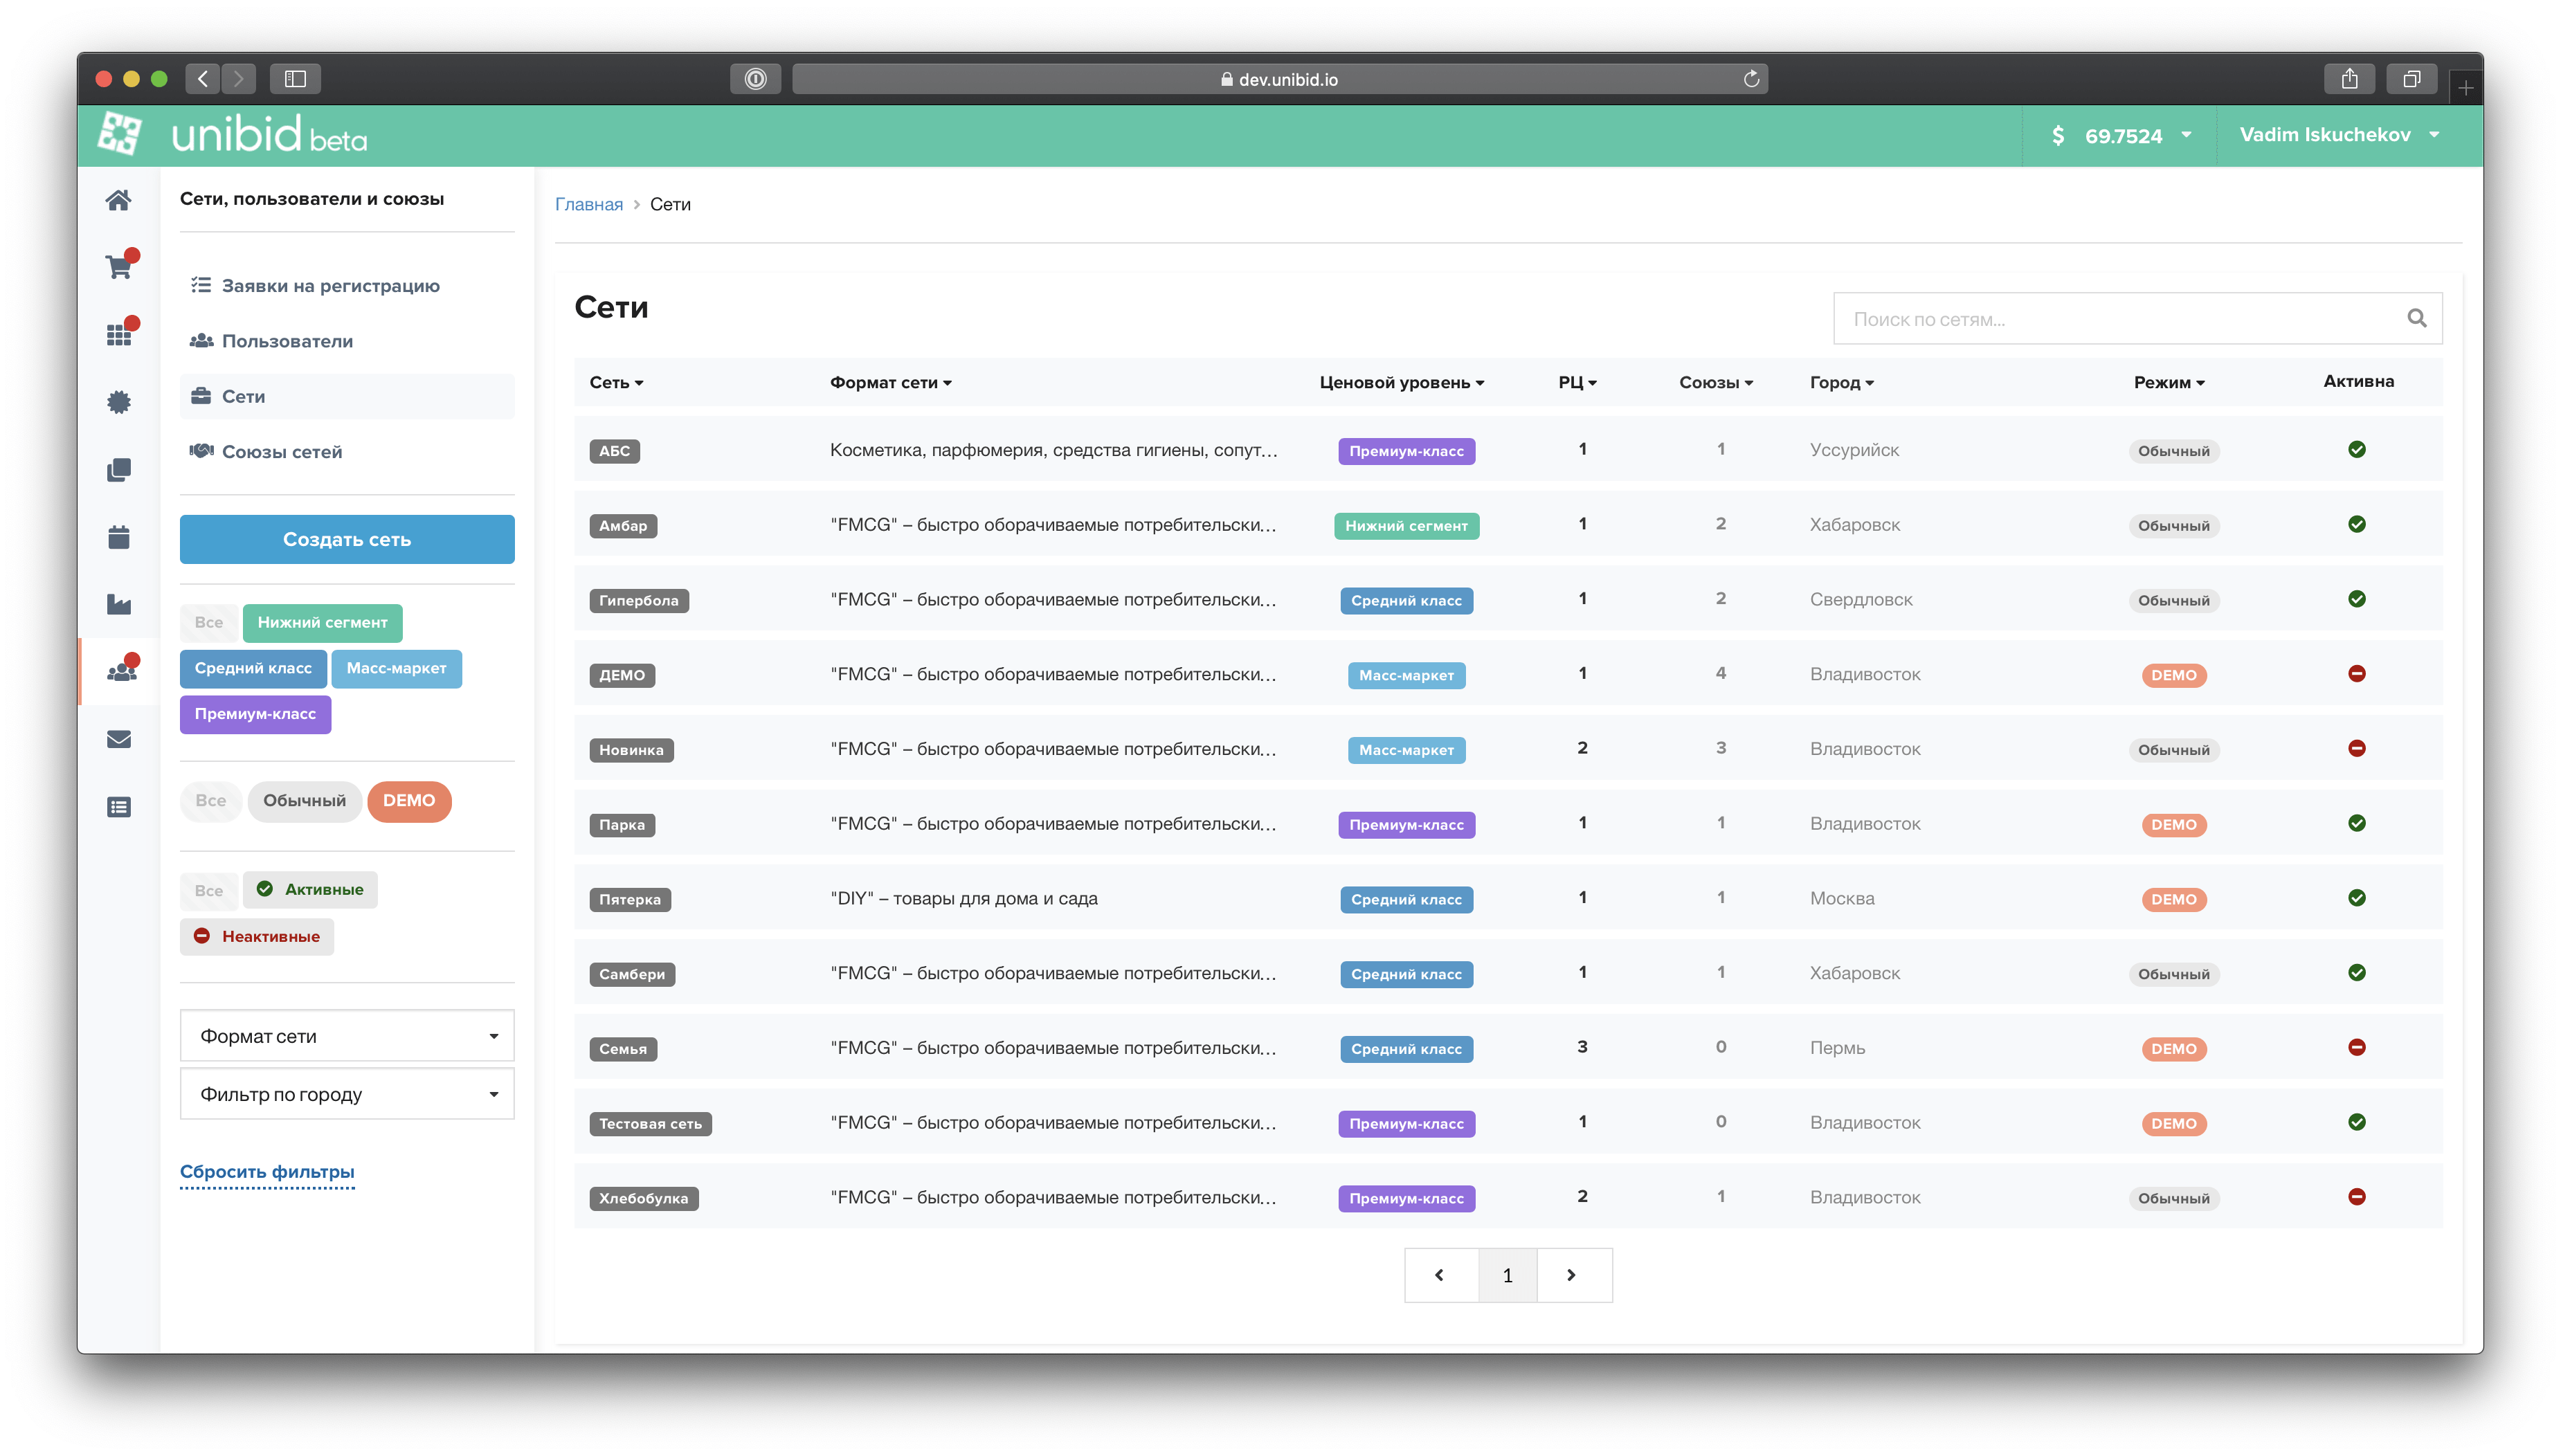 dev.unibid.io
unibid beta
$ 69.7524
Vadim Iskuchekov
Сети, пользователи и союзы
Заявки на регистрацию
Пользователи
Сети
Союзы сетей
Создать сеть
Все Нижний сегмент
Средний класс Масс-маркет
Премиум-класс
Все Обычный DEMO
Все Активные
Неактивные
Формат сети
Фильтр по городу
Сбросить фильтры
Главная › Сети
Сети
Поиск по сетям...
Сеть Формат сети Ценовой уровень РЦ Союзы Город Режим Активна
АБС Косметика, парфюмерия, средства гигиены, сопут... Премиум-класс 1 1 Уссурийск Обычный
Амбар "FMCG" – быстро оборачиваемые потребительски... Нижний сегмент 1 2 Хабаровск Обычный
Гипербола "FMCG" – быстро оборачиваемые потребительски... Средний класс 1 2 Свердловск Обычный
ДЕМО "FMCG" – быстро оборачиваемые потребительски... Масс-маркет 1 4 Владивосток DEMO
Новинка "FMCG" – быстро оборачиваемые потребительски... Масс-маркет 2 3 Владивосток Обычный
Парка "FMCG" – быстро оборачиваемые потребительски... Премиум-класс 1 1 Владивосток DEMO
Пятерка "DIY" – товары для дома и сада Средний класс 1 1 Москва DEMO
Самбери "FMCG" – быстро оборачиваемые потребительски... Средний класс 1 1 Хабаровск Обычный
Семья "FMCG" – быстро оборачиваемые потребительски... Средний класс 3 0 Пермь DEMO
Тестовая сеть "FMCG" – быстро оборачиваемые потребительски... Премиум-класс 1 0 Владивосток DEMO
Хлебобулка "FMCG" – быстро оборачиваемые потребительски... Премиум-класс 2 1 Владивосток Обычный
1